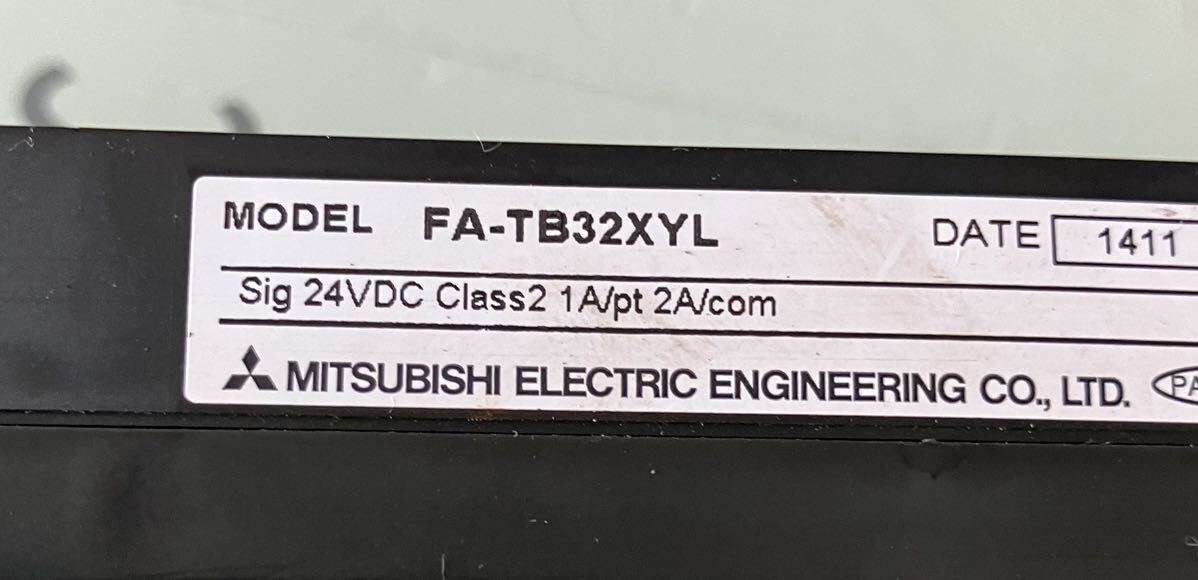 MODEL FA-TB32XYL DATE 1411
Sig 24VDC Class2 1A/pt 2A/com
MITSUBISHI ELECTRIC ENGINEERING CO., LTD.